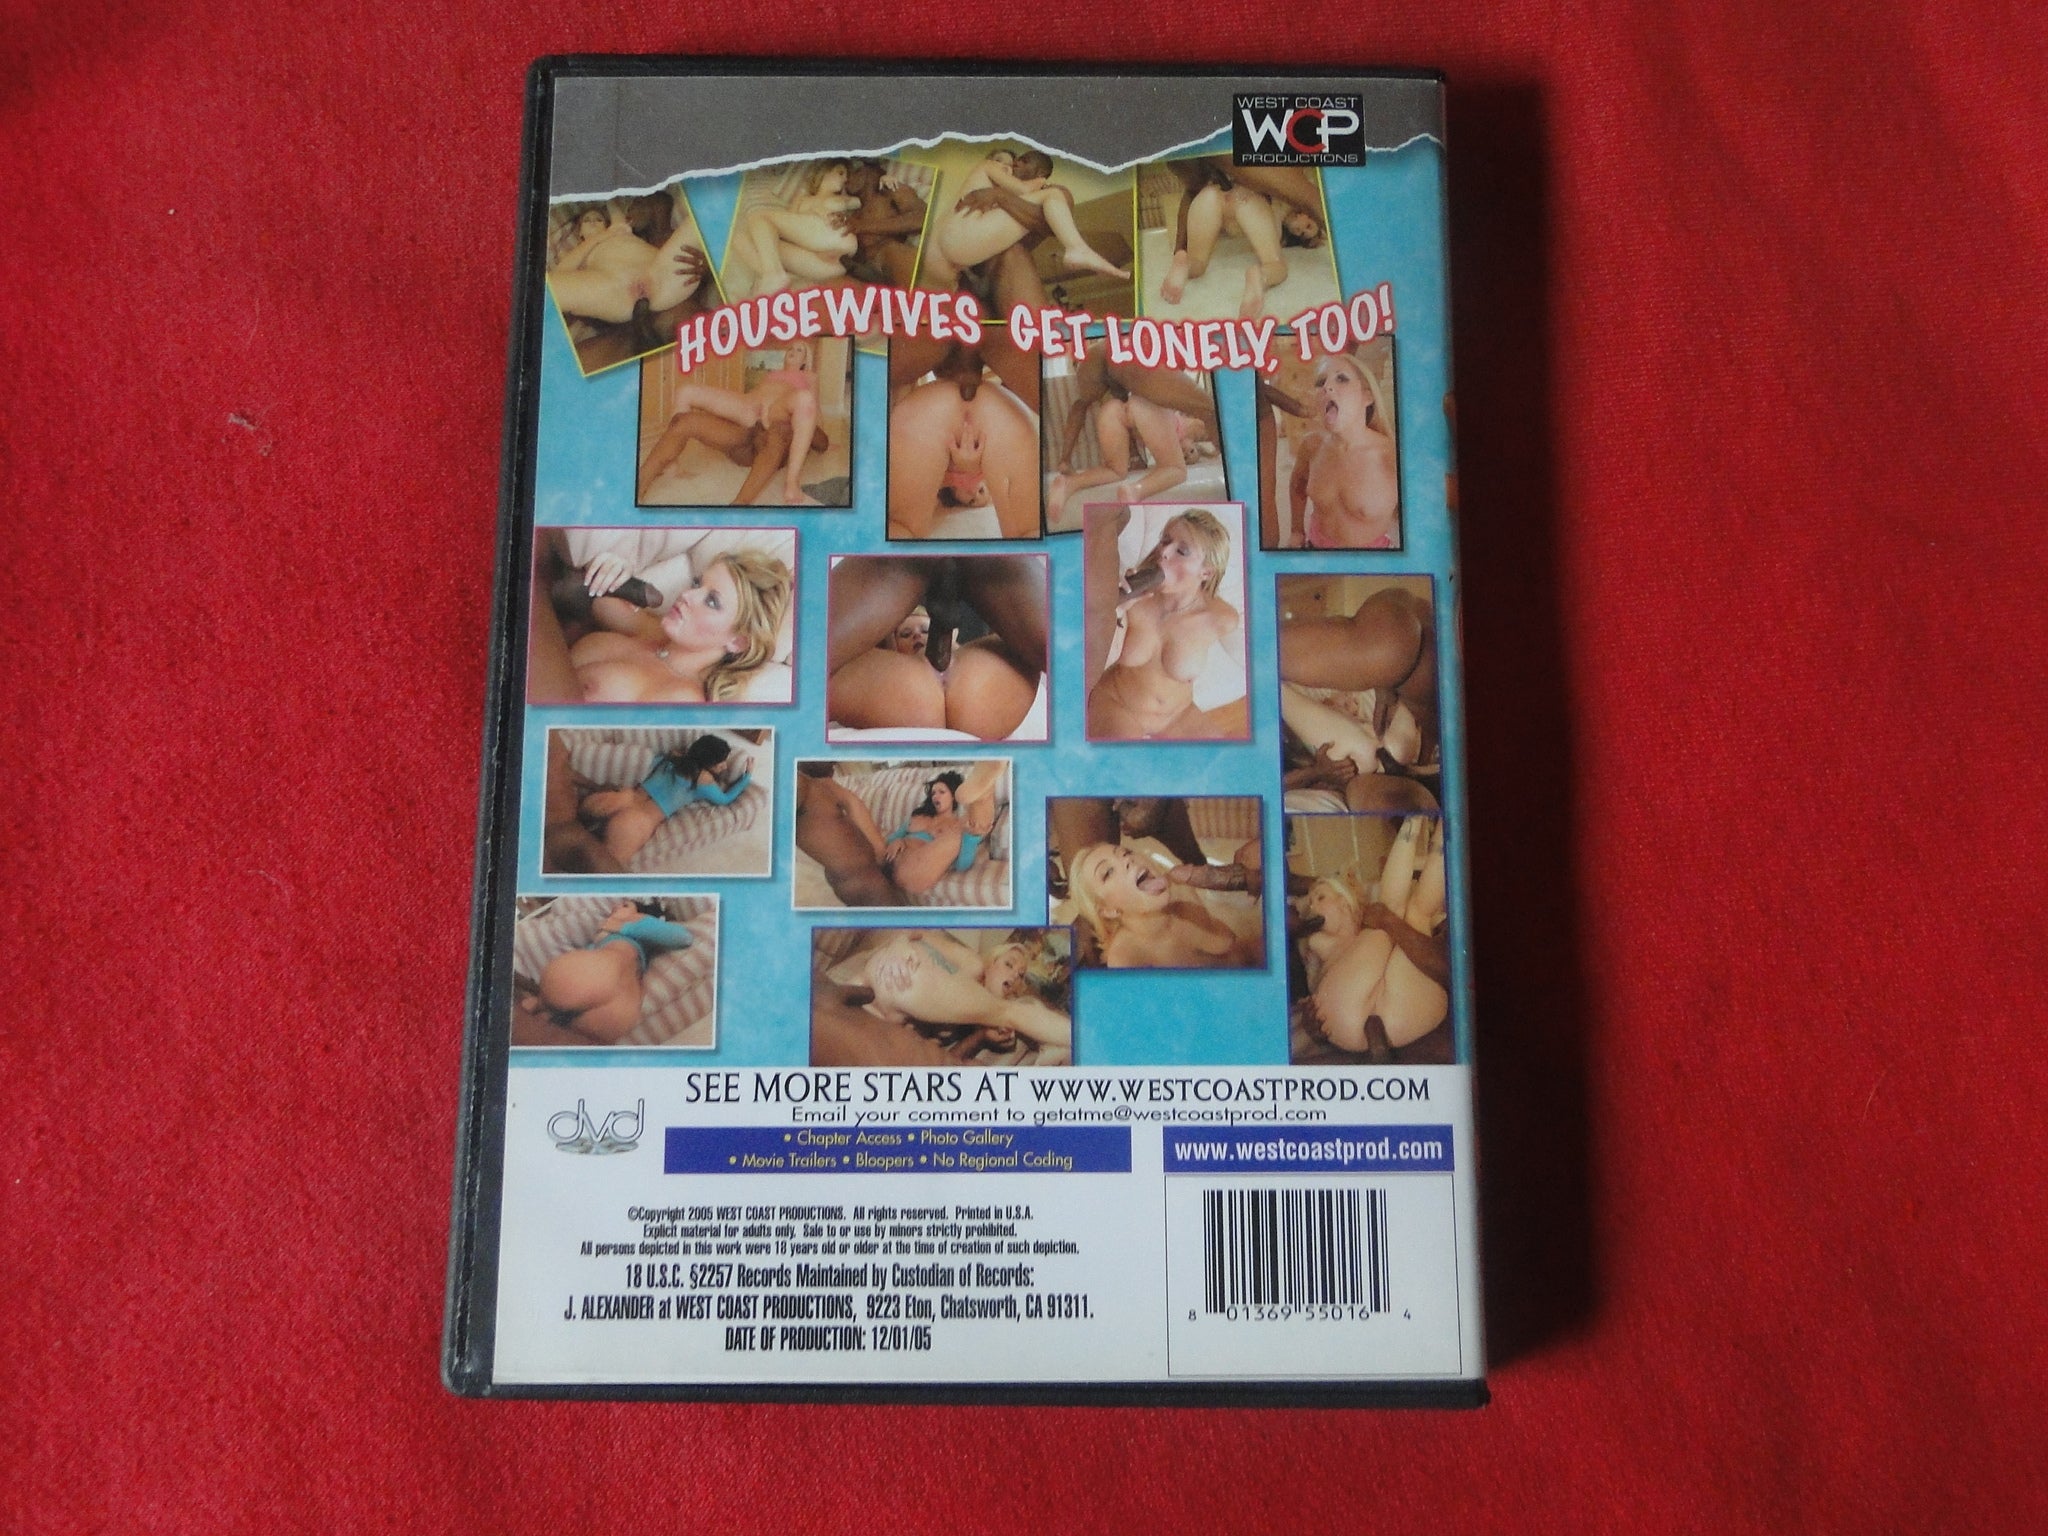 WEST COAST
WCP
PRODUCTIONS
HOUSEWIVES GET LONELY, TOO!
SEE MORE STARS AT WWW.WESTCOASTPROD.COM
Email your comment to getatme@westcoastprod.com
DVD
• Chapter Access • Photo Gallery
• Movie Trailers • Bloopers • No Regional Coding
www.westcoastprod.com
©Copyright 2005 WEST COAST PRODUCTIONS. All rights reserved. Printed in U.S.A.
Explicit material for adults only. Sale to or use by minors strictly prohibited.
All persons depicted in this work were 18 years old or older at the time of creation of such depiction.
18 U.S.C. §2257 Records Maintained by Custodian of Records:
J. ALEXANDER at WEST COAST PRODUCTIONS, 9223 Eton, Chatsworth, CA 91311.
DATE OF PRODUCTION: 12/01/05
8 01369 55016 4